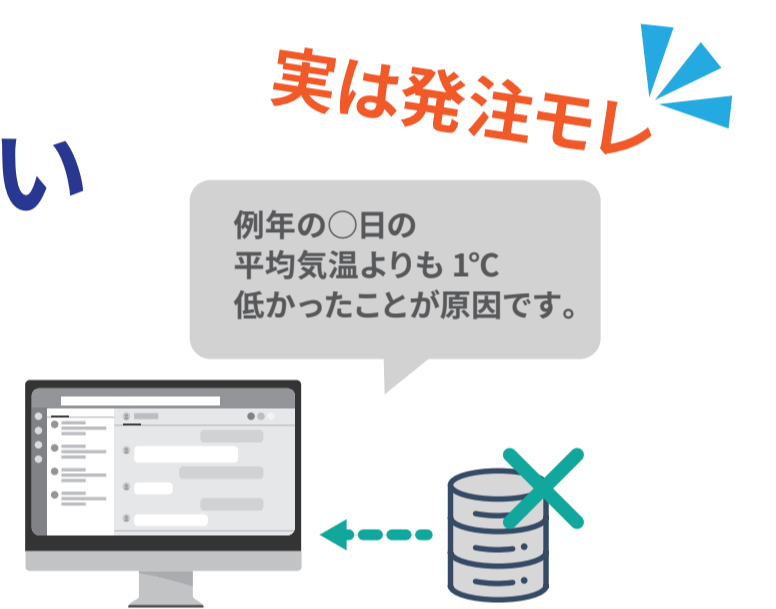 実は発注モレ
い
例年の○日の
平均気温よりも 1℃
低かったことが原因です。